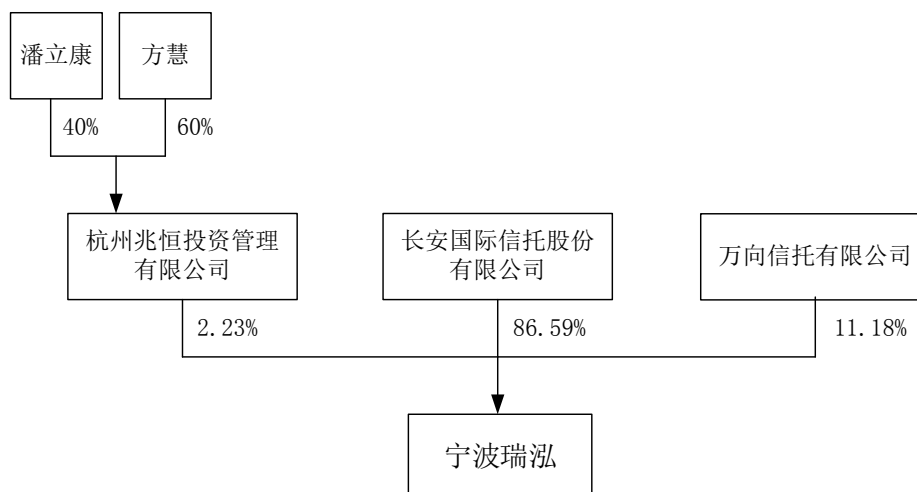 潘立康
方慧
40%
60%
杭州兆恒投资管理
有限公司
长安国际信托股份
有限公司
万向信托有限公司
2.23%
86.59%
11.18%
宁波瑞泓